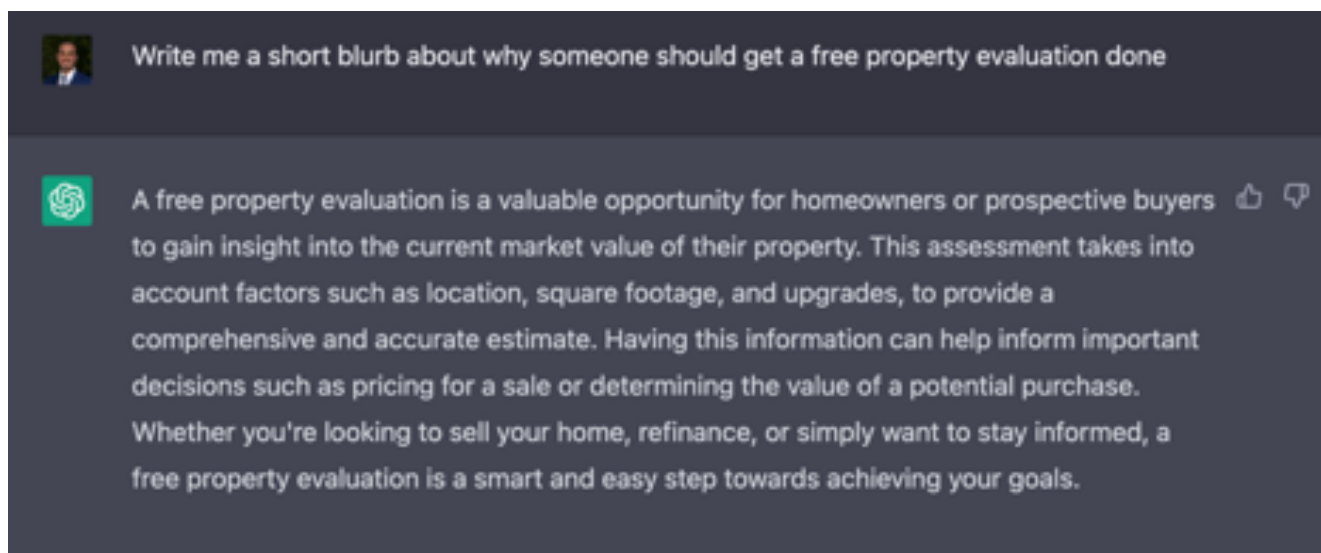 Write me a short blurb about why someone should get a free property evaluation done
A free property evaluation is a valuable opportunity for homeowners or prospective buyers
to gain insight into the current market value of their property. This assessment takes into
account factors such as location, square footage, and upgrades, to provide a
comprehensive and accurate estimate. Having this information can help inform important
decisions such as pricing for a sale or determining the value of a potential purchase.
Whether you're looking to sell your home, refinance, or simply want to stay informed, a
free property evaluation is a smart and easy step towards achieving your goals.